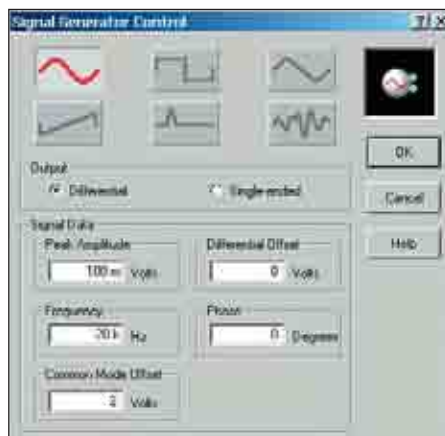 Signal Generator Control
OK
Output
Differential
Single-ended
Cancel
Signal Data
Help
Peak Amplitude
Differential Offset
100 m Volts
0 Volts
Frequency
Phase
20 k Hz
0 Degrees
Common Mode Offset
Volts